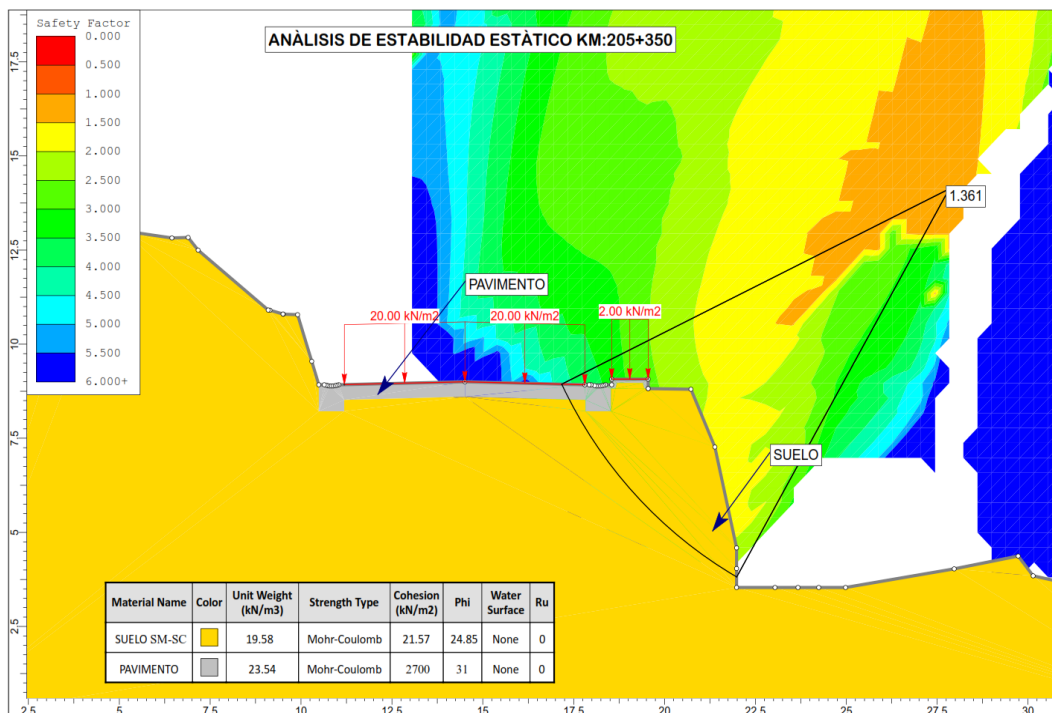 Safety Factor
0.000
0.500
1.000
1.500
2.000
2.500
3.000
3.500
4.000
4.500
5.000
5.500
6.000+
ANÀLISIS DE ESTABILIDAD ESTÀTICO KM:205+350
1.361
PAVIMENTO
20.00 kN/m2
20.00 kN/m2
2.00 kN/m2
SUELO
Material Name Color Unit Weight (kN/m3) Strength Type Cohesion (kN/m2) Phi Water Surface Ru
SUELO SM-SC 19.58 Mohr-Coulomb 21.57 24.85 None 0
PAVIMENTO 23.54 Mohr-Coulomb 2700 31 None 0
17.5
15
12.5
10
7.5
5
2.5
2.5 5 7.5 10 12.5 15 17.5 20 22.5 25 27.5 30